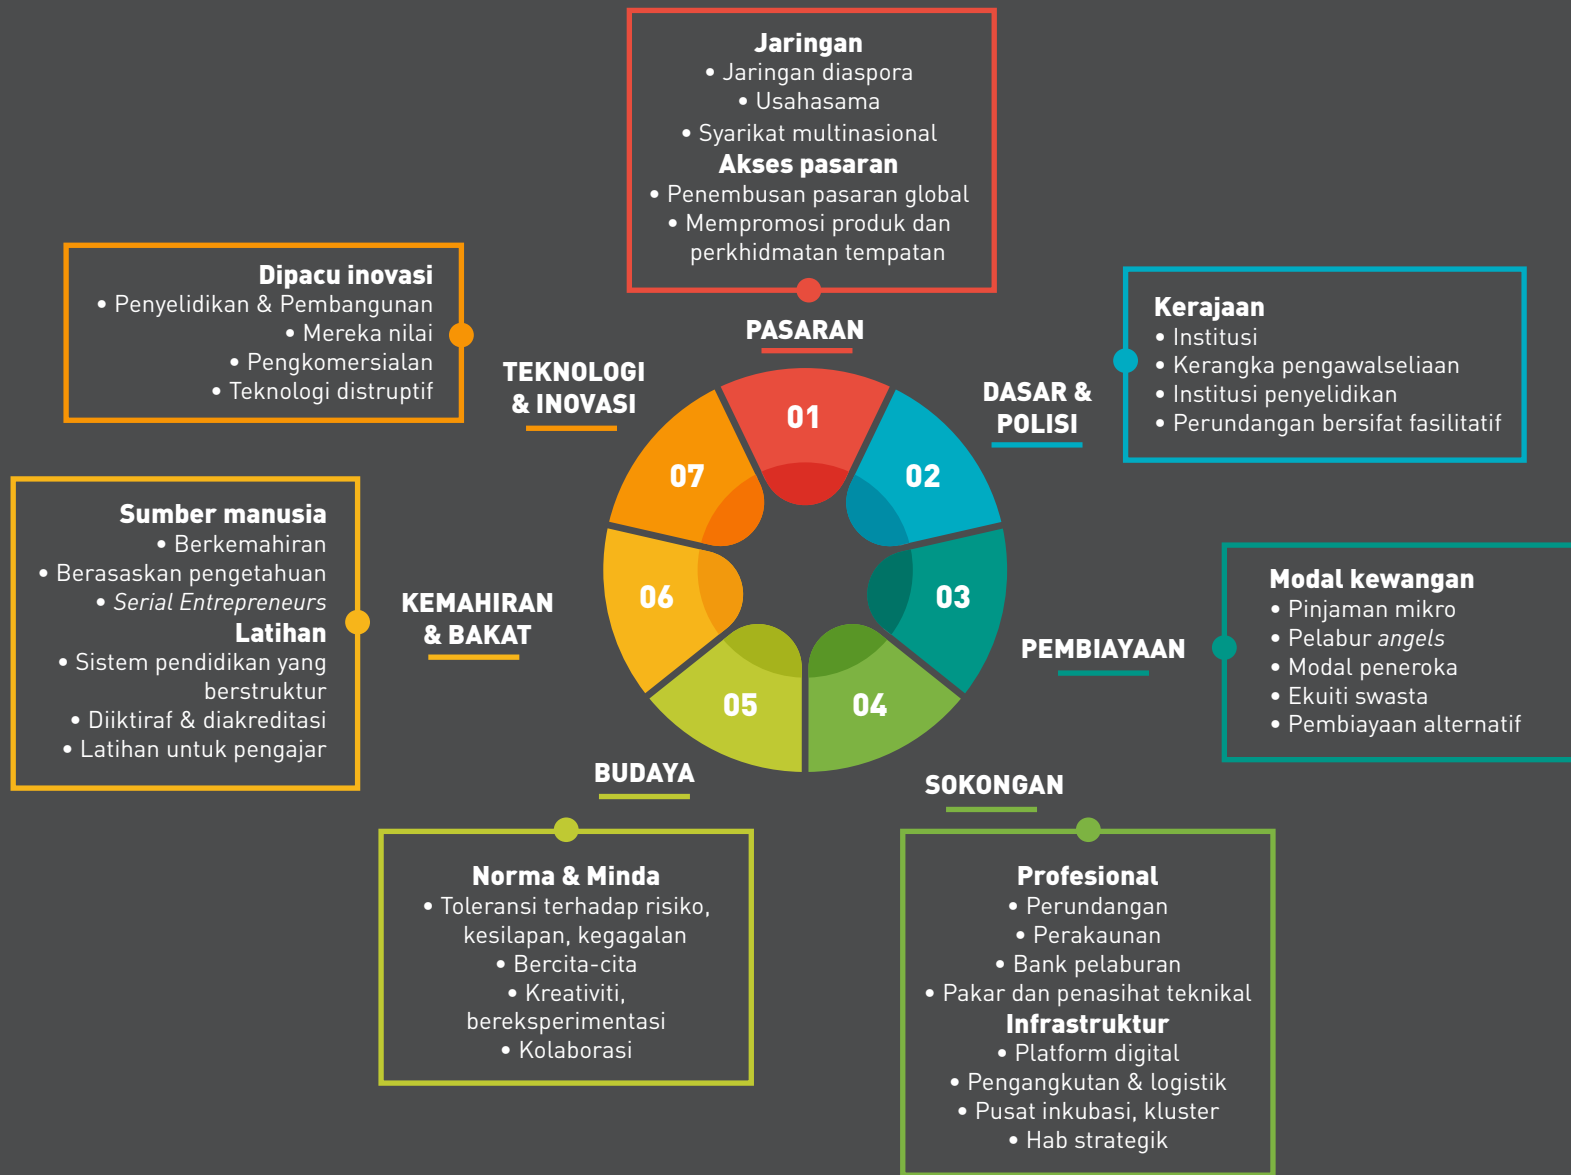 Jaringan
• Jaringan diaspora
• Usahasama
• Syarikat multinasional
Akses pasaran
• Penembusan pasaran global
• Mempromosi produk dan
perkhidmatan tempatan
PASARAN
01
Kerajaan
• Institusi
• Kerangka pengawalseliaan
• Institusi penyelidikan
• Perundangan bersifat fasilitatif
DASAR &
POLISI
02
Modal kewangan
• Pinjaman mikro
• Pelabur angels
• Modal peneroka
• Ekuiti swasta
• Pembiayaan alternatif
PEMBIAYAAN
03
SOKONGAN
04
Profesional
• Perundangan
• Perakaunan
• Bank pelaburan
• Pakar dan penasihat teknikal
Infrastruktur
• Platform digital
• Pengangkutan & logistik
• Pusat inkubasi, kluster
• Hab strategik
BUDAYA
05
Norma & Minda
• Toleransi terhadap risiko,
kesilapan, kegagalan
• Bercita-cita
• Kreativiti,
bereksperimentasi
• Kolaborasi
KEMAHIRAN
& BAKAT
06
Sumber manusia
• Berkemahiran
• Berasaskan pengetahuan
• Serial Entrepreneurs
Latihan
• Sistem pendidikan yang
berstruktur
• Diiktiraf & diakreditasi
• Latihan untuk pengajar
TEKNOLOGI
& INOVASI
07
Dipacu inovasi
• Penyelidikan & Pembangunan
• Mereka nilai
• Pengkomersialan
• Teknologi distruptif